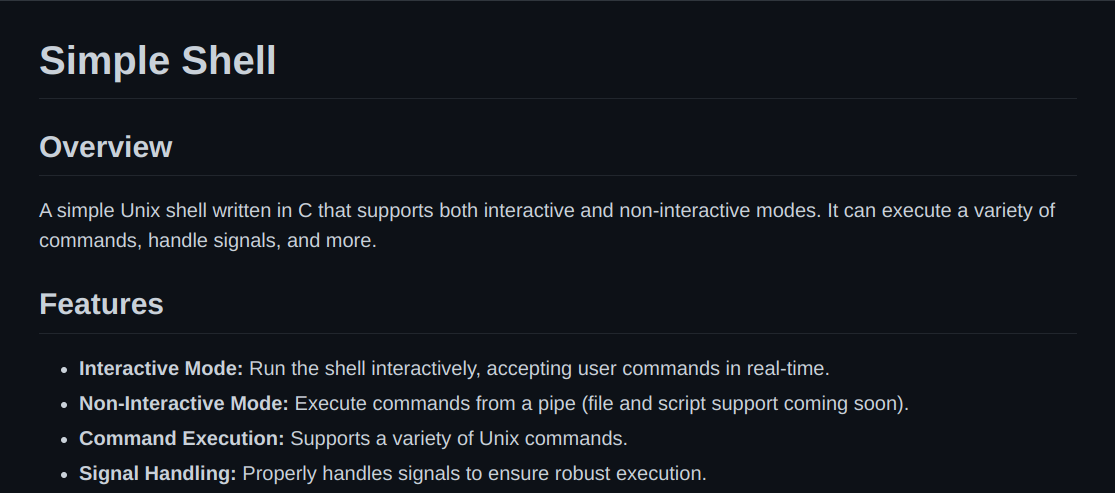 Simple Shell
Overview
A simple Unix shell written in C that supports both interactive and non-interactive modes. It can execute a variety of
commands, handle signals, and more.
Features
• Interactive Mode: Run the shell interactively, accepting user commands in real-time.
• Non-Interactive Mode: Execute commands from a pipe (file and script support coming soon).
• Command Execution: Supports a variety of Unix commands.
• Signal Handling: Properly handles signals to ensure robust execution.